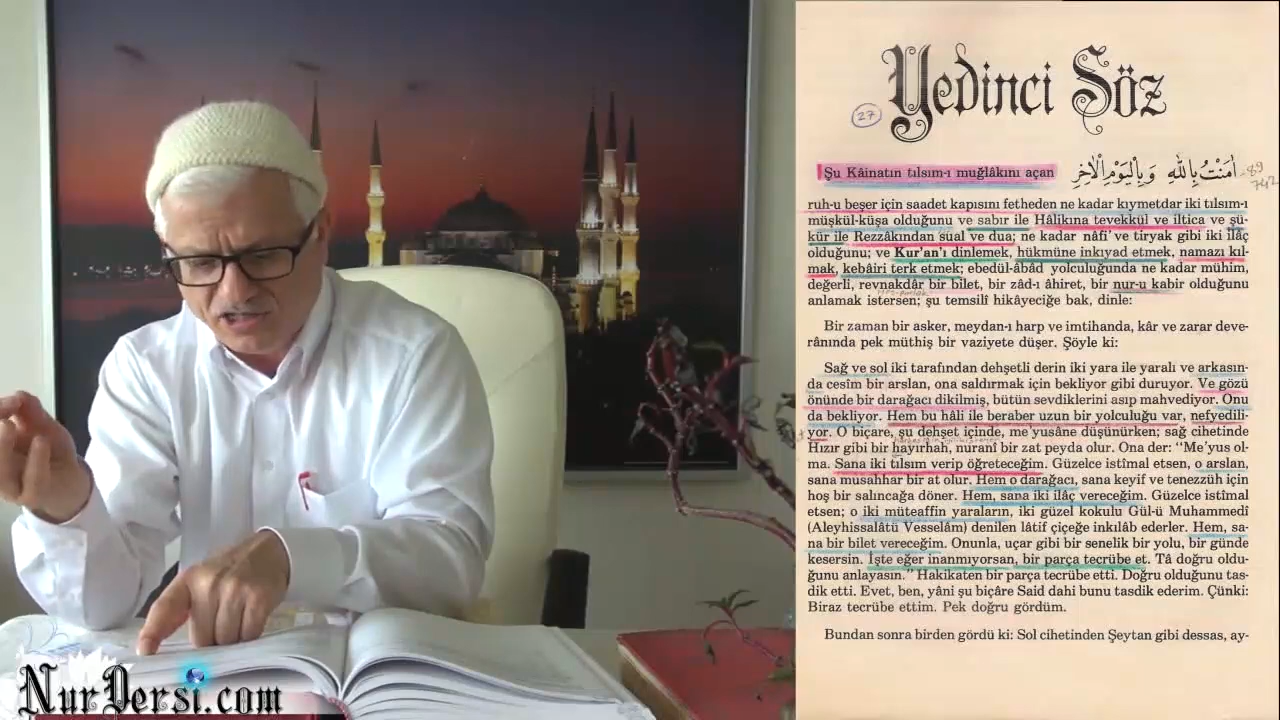 Yedinci Söz
27
Şu Kâinatın tılsım-ı muğlâkını açan اٰمَنْتُ بِاللّٰهِ وَبِالْيَوْمِ الْاٰخِرِ
ruh-u beşer için saadet kapısını fetheden ne kadar kıymetdar iki tılsım-ı
müşkül-küşa olduğunu ve sabır ile Hâlikına tevekkül ve iltica ve şü-
kür ile Rezzâkından sual ve dua; ne kadar nâfi' ve tiryak gibi iki ilâç
olduğunu; ve Kur'an'ı dinlemek, hükmüne inkıyad etmek, namazı kıl-
mak, kebâiri terk etmek; ebedül-âbâd yolculuğunda ne kadar mühim,
değerli, revnakdâr bir bilet, bir zâd-ı âhiret, bir nur-u kabir olduğunu
anlamak istersen; şu temsilî hikâyeciğe bak, dinle:
Bir zaman bir asker, meydan-ı harp ve imtihanda, kâr ve zarar deve-
rânında pek müthiş bir vaziyete düşer. Şöyle ki:
Sağ ve sol iki tarafından dehşetli derin iki yara ile yaralı ve arkasın-
da cesîm bir arslan, ona saldırmak için bekliyor gibi duruyor. Ve gözü
önünde bir darağacı dikilmiş, bütün sevdiklerini asıp mahvediyor. Onu
da bekliyor. Hem bu hâli ile beraber uzun bir yolculuğu var, nefyedili-
yor. O biçare, şu dehşet içinde, me'yusâne düşünürken; sağ cihetinde
Hızır gibi bir hayırhah, nuranî bir zat peyda olur. Ona der: "Me'yus ol-
ma. Sana iki tılsım verip öğreteceğim. Güzelce istîmal etsen, o arslan,
sana musahhar bir at olur. Hem o darağacı, sana keyif ve tenezzüh için
hoş bir salıncağa döner. Hem, sana iki ilâç vereceğim. Güzelce istîmal
etsen; o iki müteaffin yaraların, iki güzel kokulu Gül-ü Muhammedî
(Aleyhissalâtü Vesselâm) denilen lâtif çiçeğe inkılâb ederler. Hem, sa-
na bir bilet vereceğim. Onunla, uçar gibi bir senelik bir yolu, bir günde
kesersin. İşte eğer inanmıyorsan, bir parça tecrübe et. Tâ doğru oldu-
ğunu anlayasın." Hakikaten bir parça tecrübe etti. Doğru olduğunu tas-
dik etti. Evet, ben, yâni şu biçâre Said dahi bunu tasdik ederim. Çünki:
Biraz tecrübe ettim. Pek doğru gördüm.
Bundan sonra birden gördü ki: Sol cihetinden Şeytan gibi dessas, ay-
NurDersi.com